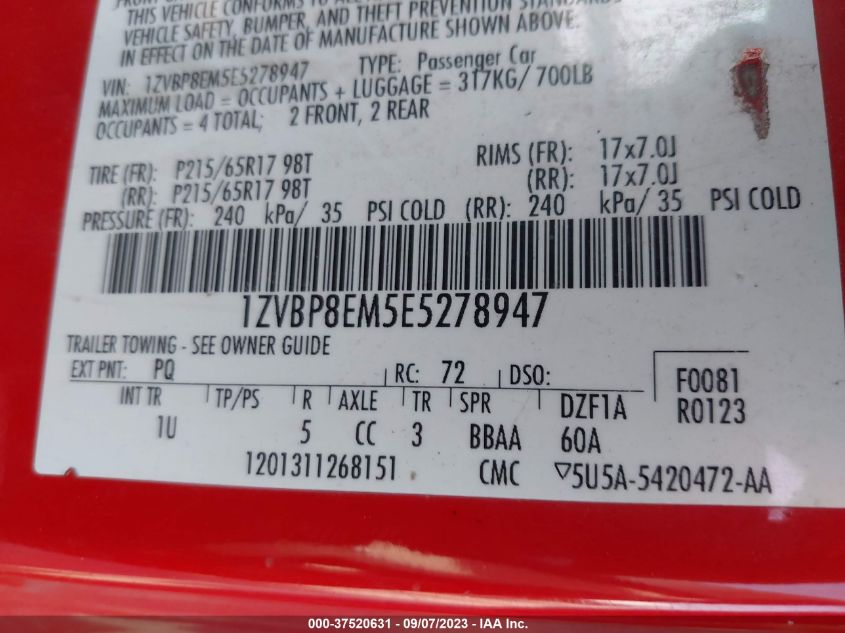 THIS VEHICLE CONFORMS TO ALL
VEHICLE SAFETY, BUMPER, AND THEFT PREVENTION STANDARDS
IN EFFECT ON THE DATE OF MANUFACTURE SHOWN ABOVE.
VIN: 1ZVBP8EM5E5278947 TYPE: Passenger Car
MAXIMUM LOAD = OCCUPANTS + LUGGAGE = 317KG/ 700LB
OCCUPANTS = 4 TOTAL; 2 FRONT, 2 REAR
TIRE (FR): P215/65R17 98T RIMS (FR): 17x7.0J
(RR): P215/65R17 98T (RR): 17x7.0J
PRESSURE (FR): 240 kPa/ 35 PSI COLD (RR): 240 kPa/ 35 PSI COLD
1ZVBP8EM5E5278947
TRAILER TOWING - SEE OWNER GUIDE
EXT PNT: PQ RC: 72 DSO: F0081
INT TR TP/PS R AXLE TR SPR DZF1A R0123
1U 5 CC 3 BBAA 60A
1201311268151 CMC ▽5U5A-5420472-AA
000-37520631 - 09/07/2023 - IAA Inc.